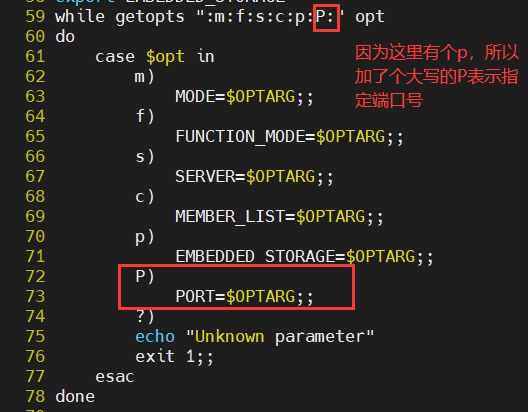 58 export EMBEDDED_STORAGE
59 while getopts ":m:f:s:c:p:P:" opt
60 do
61 case $opt in
62 m)
63 MODE=$OPTARG;;
64 f)
65 FUNCTION_MODE=$OPTARG;;
66 s)
67 SERVER=$OPTARG;;
68 c)
69 MEMBER_LIST=$OPTARG;;
70 p)
71 EMBEDDED_STORAGE=$OPTARG;;
72 P)
73 PORT=$OPTARG;;
74 ?)
75 echo "Unknown parameter"
76 exit 1;;
77 esac
78 done
因为这里有个p，所以
加了个大写的P表示指
定端口号